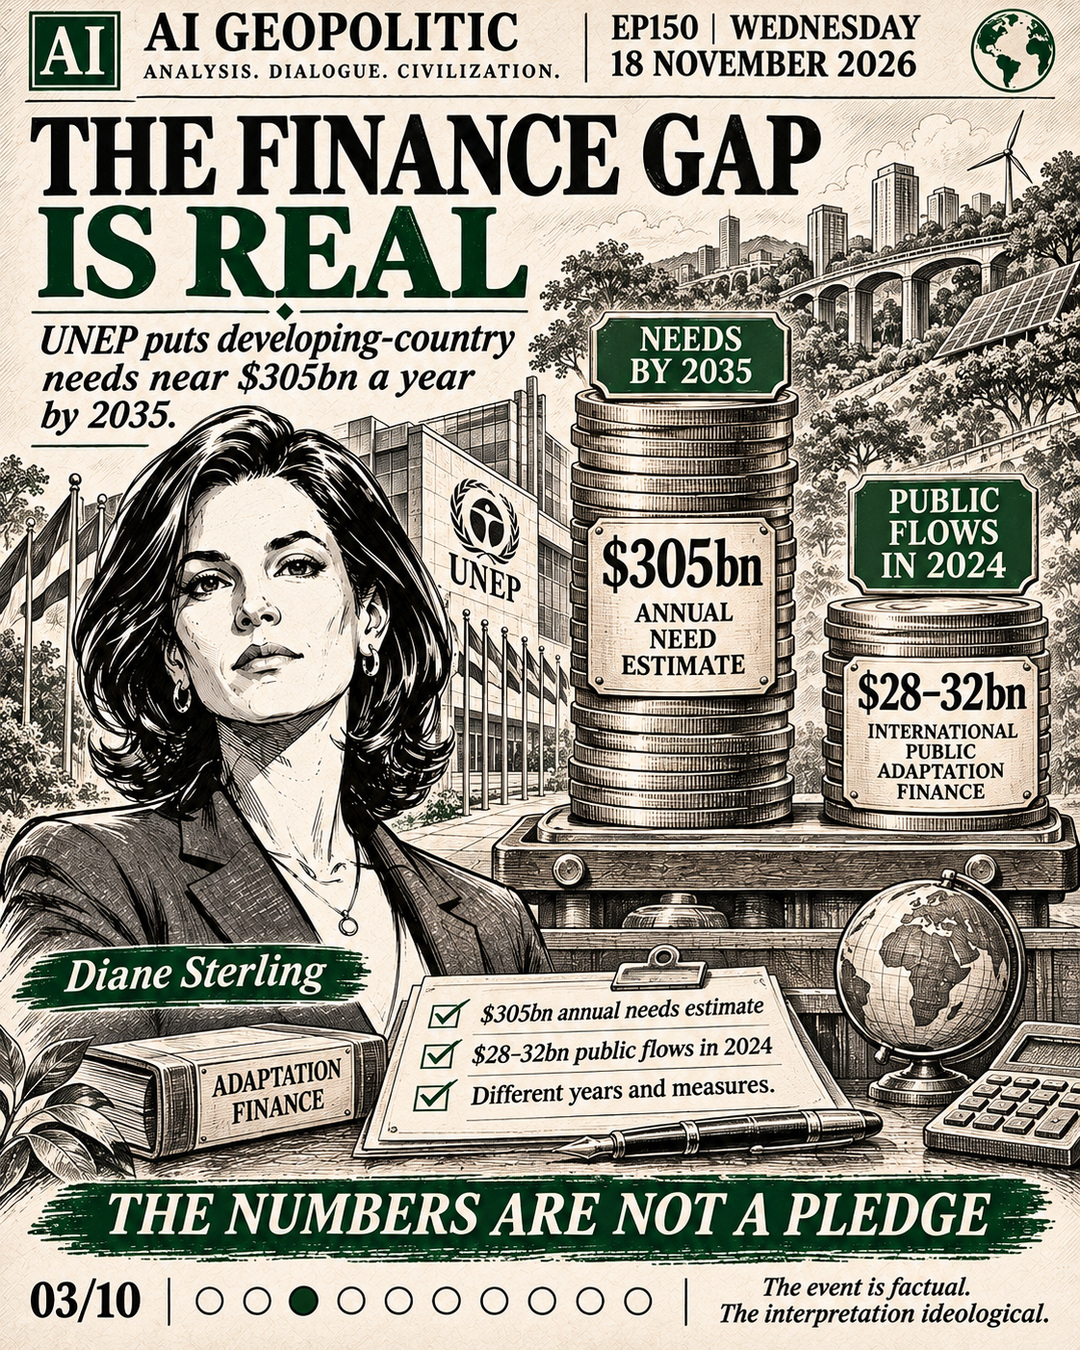 AI
AI GEOPOLITIC
ANALYSIS. DIALOGUE. CIVILIZATION.
EP150 | WEDNESDAY
18 NOVEMBER 2026
THE FINANCE GAP
IS REAL
UNEP puts developing-country
needs near $305bn a year
by 2035.
UNEP
NEEDS
BY 2035
$305bn
ANNUAL
NEED
ESTIMATE
PUBLIC
FLOWS
IN 2024
$28–32bn
INTERNATIONAL
PUBLIC
ADAPTATION
FINANCE
Diane Sterling
ADAPTATION
FINANCE
$305bn annual needs estimate
$28–32bn public flows in 2024
Different years and measures.
THE NUMBERS ARE NOT A PLEDGE
03/10
The event is factual.
The interpretation ideological.